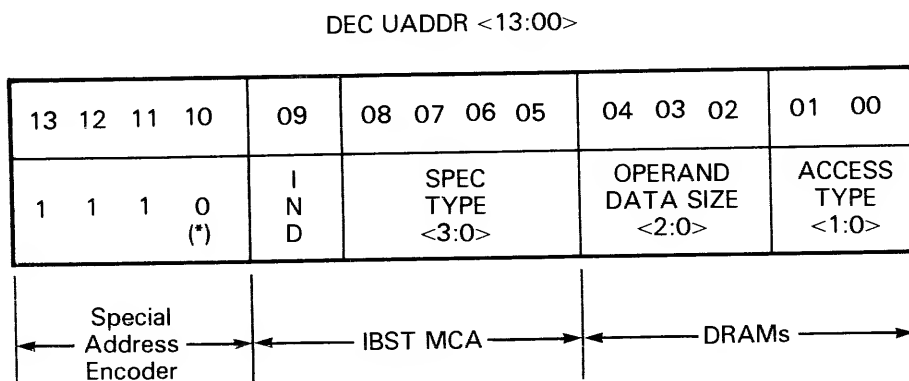 DEC UADDR <13:00>
13 12 11 10 09 08 07 06 05 04 03 02 01 00
1 1 1 0 (*)
IND
SPEC TYPE <3:0>
OPERAND DATA SIZE <2:0>
ACCESS TYPE <1:0>
Special Address Encoder
IBST MCA
DRAMs